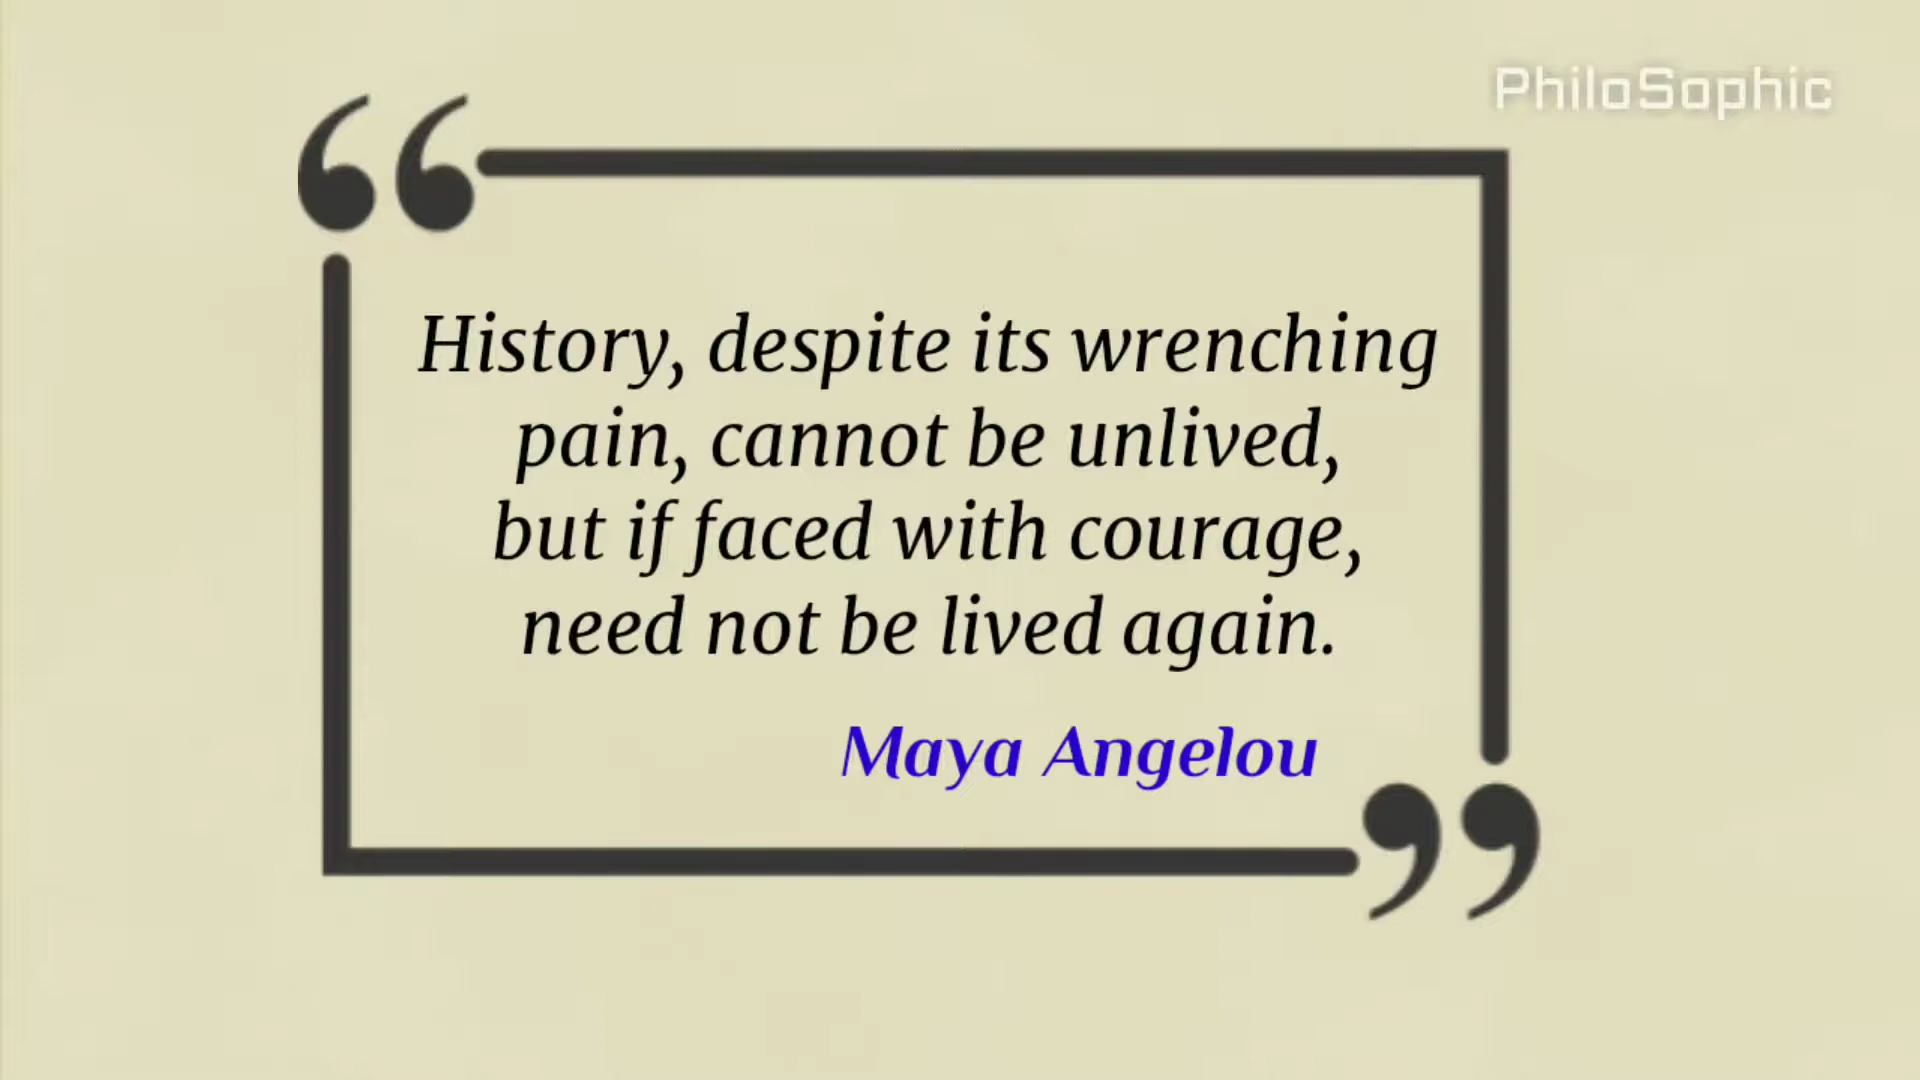 PhiloSophic
History, despite its wrenching
pain, cannot be unlived,
but if faced with courage,
need not be lived again.
Maya Angelou